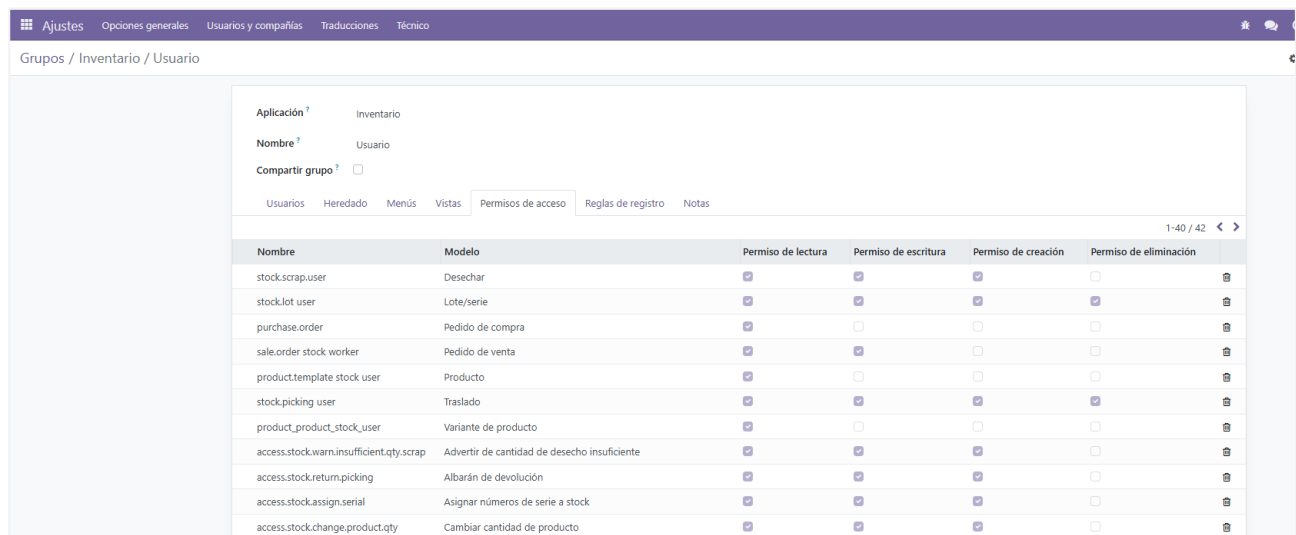 Ajustes Opciones generales Usuarios y compañías Traducciones Técnico
Grupos / Inventario / Usuario
Aplicación ? Inventario
Nombre ? Usuario
Compartir grupo ?
Usuarios Heredado Menús Vistas Permisos de acceso Reglas de registro Notas
1-40 / 42
Nombre Modelo Permiso de lectura Permiso de escritura Permiso de creación Permiso de eliminación
stock.scrap.user Desechar
stock.lot user Lote/serie
purchase.order Pedido de compra
sale.order stock worker Pedido de venta
product.template stock user Producto
stock.picking user Traslado
product_product_stock_user Variante de producto
access.stock.warn.insufficient.qty.scrap Advertir de cantidad de desecho insuficiente
access.stock.return.picking Albarán de devolución
access.stock.assign.serial Asignar números de serie a stock
access.stock.change.product.qty Cambiar cantidad de producto